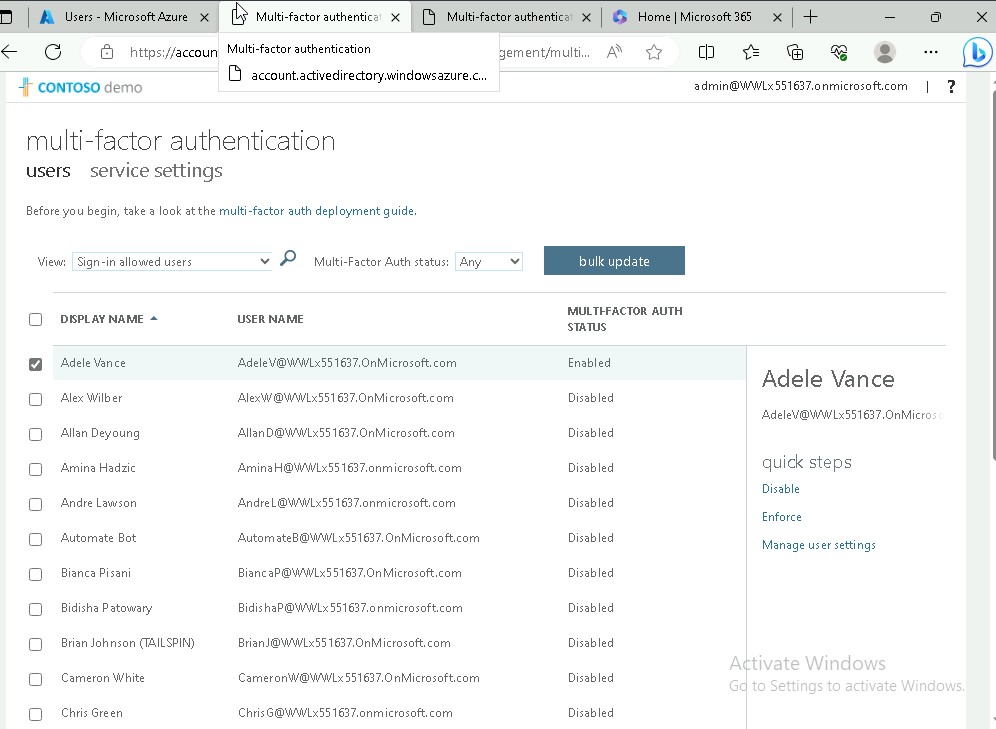 Users - Microsoft Azure
Multi-factor authenticat
Multi-factor authenticat
Home | Microsoft 365
https://accoun
gement/multi...
Multi-factor authentication
account.activedirectory.windowsazure.c...
CONTOSO demo
admin@WWLx551637.onmicrosoft.com | ?
multi-factor authentication
users service settings
Before you begin, take a look at the multi-factor auth deployment guide.
View: Sign-in allowed users Multi-Factor Auth status: Any bulk update
DISPLAY NAME USER NAME MULTI-FACTOR AUTH
STATUS
Adele Vance AdeleV@WWLx551637.OnMicrosoft.com Enabled
Alex Wilber AlexW@WWLx551637.OnMicrosoft.com Disabled
Allan Deyoung AllanD@WWLx551637.OnMicrosoft.com Disabled
Amina Hadzic AminaH@WWLx551637.onmicrosoft.com Disabled
Andre Lawson AndreL@WWLx551637.onmicrosoft.com Disabled
Automate Bot AutomateB@WWLx551637.OnMicrosoft.com Disabled
Bianca Pisani BiancaP@WWLx551637.OnMicrosoft.com Disabled
Bidisha Patowary BidishaP@WWLx551637.onmicrosoft.com Disabled
Brian Johnson (TAILSPIN) BrianJ@WWLx551637.OnMicrosoft.com Disabled
Cameron White CameronW@WWLx551637.OnMicrosoft.com Disabled
Chris Green ChrisG@WWLx551637.onmicrosoft.com Disabled
Adele Vance
AdeleV@WWLx551637.OnMicros
quick steps
Disable
Enforce
Manage user settings
Activate Windows
Go to Settings to activate Windows.